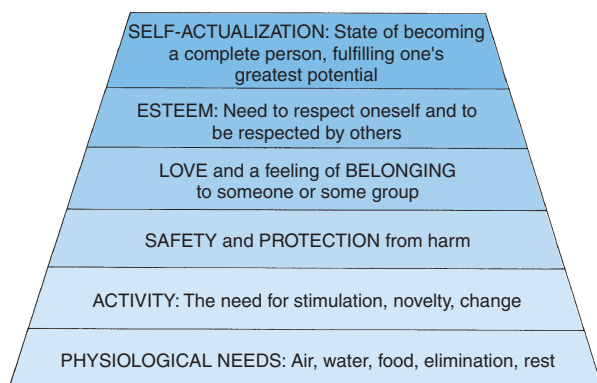 SELF-ACTUALIZATION: State of becoming
a complete person, fulfilling one's
greatest potential
ESTEEM: Need to respect oneself and to
be respected by others
LOVE and a feeling of BELONGING
to someone or some group
SAFETY and PROTECTION from harm
ACTIVITY: The need for stimulation, novelty, change
PHYSIOLOGICAL NEEDS: Air, water, food, elimination, rest